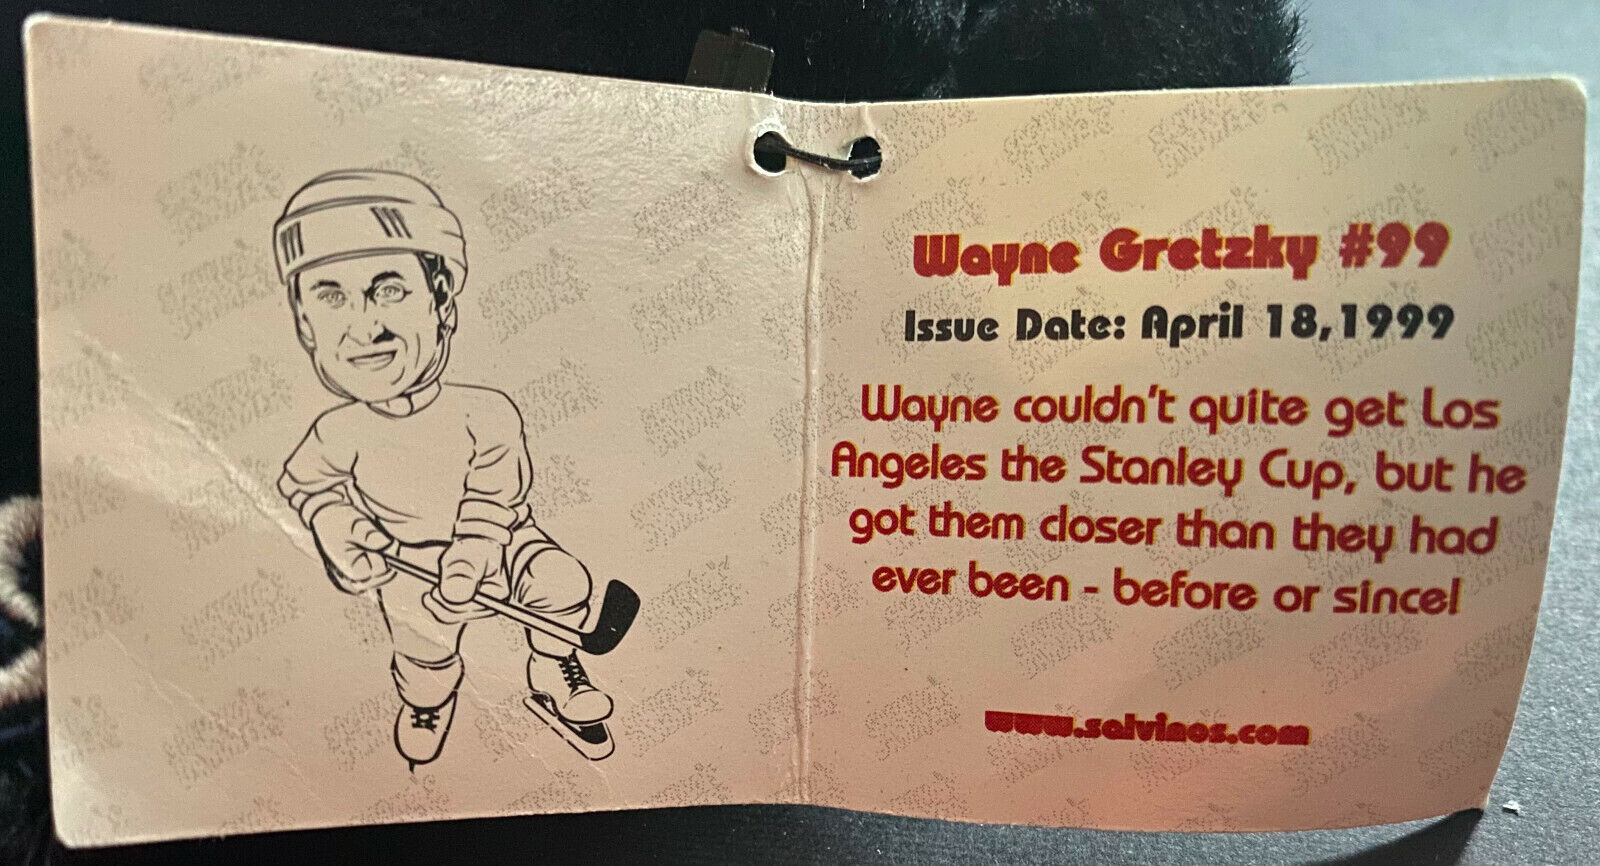 Wayne Gretzky #99
Issue Date: April 18,1999
Wayne couldn't quite get Los
Angeles the Stanley Cup, but he
got them closer than they had
ever been - before or since!
www.salvinos.com